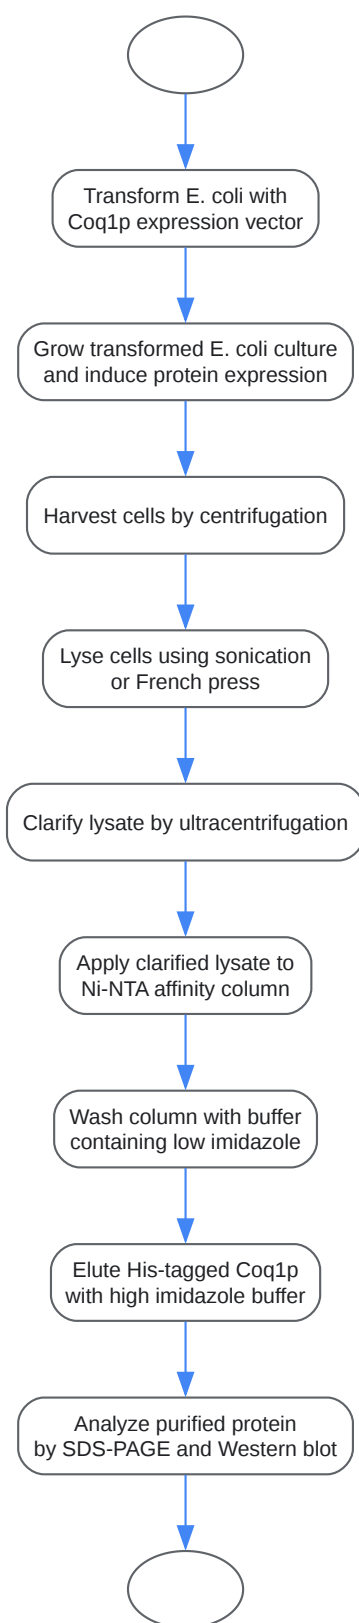 Transform E. coli with
Coq1p expression vector
Grow transformed E. coli culture
and induce protein expression
Harvest cells by centrifugation
Lyse cells using sonication
or French press
Clarify lysate by ultracentrifugation
Apply clarified lysate to
Ni-NTA affinity column
Wash column with buffer
containing low imidazole
Elute His-tagged Coq1p
with high imidazole buffer
Analyze purified protein
by SDS-PAGE and Western blot